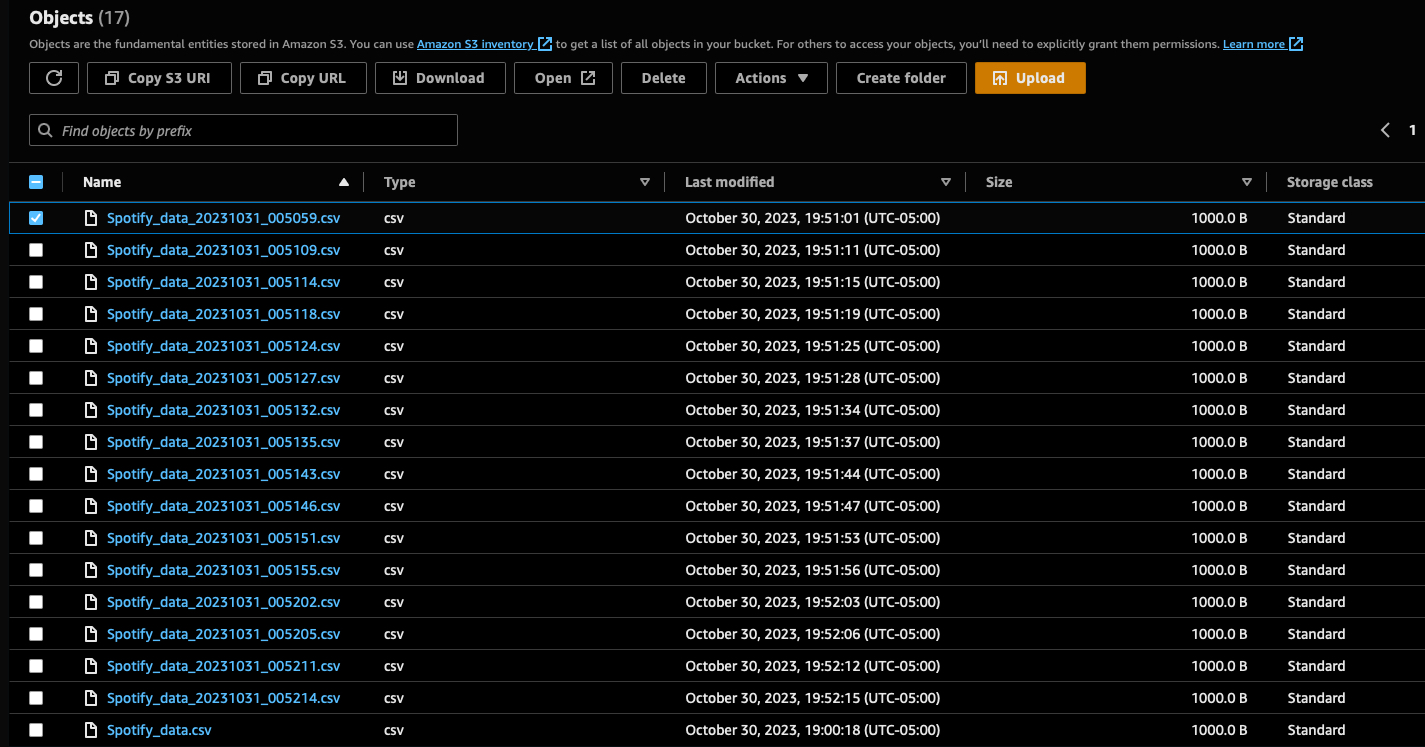 Objects (17)
Objects are the fundamental entities stored in Amazon S3. You can use Amazon S3 inventory to get a list of all objects in your bucket. For others to access your objects, you'll need to explicitly grant them permissions. Learn more
Copy S3 URI Copy URL Download Open Delete Actions Create folder Upload
Find objects by prefix 1
Name Type Last modified Size Storage class
Spotify_data_20231031_005059.csv csv October 30, 2023, 19:51:01 (UTC-05:00) 1000.0 B Standard
Spotify_data_20231031_005109.csv csv October 30, 2023, 19:51:11 (UTC-05:00) 1000.0 B Standard
Spotify_data_20231031_005114.csv csv October 30, 2023, 19:51:15 (UTC-05:00) 1000.0 B Standard
Spotify_data_20231031_005118.csv csv October 30, 2023, 19:51:19 (UTC-05:00) 1000.0 B Standard
Spotify_data_20231031_005124.csv csv October 30, 2023, 19:51:25 (UTC-05:00) 1000.0 B Standard
Spotify_data_20231031_005127.csv csv October 30, 2023, 19:51:28 (UTC-05:00) 1000.0 B Standard
Spotify_data_20231031_005132.csv csv October 30, 2023, 19:51:34 (UTC-05:00) 1000.0 B Standard
Spotify_data_20231031_005135.csv csv October 30, 2023, 19:51:37 (UTC-05:00) 1000.0 B Standard
Spotify_data_20231031_005143.csv csv October 30, 2023, 19:51:44 (UTC-05:00) 1000.0 B Standard
Spotify_data_20231031_005146.csv csv October 30, 2023, 19:51:47 (UTC-05:00) 1000.0 B Standard
Spotify_data_20231031_005151.csv csv October 30, 2023, 19:51:53 (UTC-05:00) 1000.0 B Standard
Spotify_data_20231031_005155.csv csv October 30, 2023, 19:51:56 (UTC-05:00) 1000.0 B Standard
Spotify_data_20231031_005202.csv csv October 30, 2023, 19:52:03 (UTC-05:00) 1000.0 B Standard
Spotify_data_20231031_005205.csv csv October 30, 2023, 19:52:06 (UTC-05:00) 1000.0 B Standard
Spotify_data_20231031_005211.csv csv October 30, 2023, 19:52:12 (UTC-05:00) 1000.0 B Standard
Spotify_data_20231031_005214.csv csv October 30, 2023, 19:52:15 (UTC-05:00) 1000.0 B Standard
Spotify_data.csv csv October 30, 2023, 19:00:18 (UTC-05:00) 1000.0 B Standard